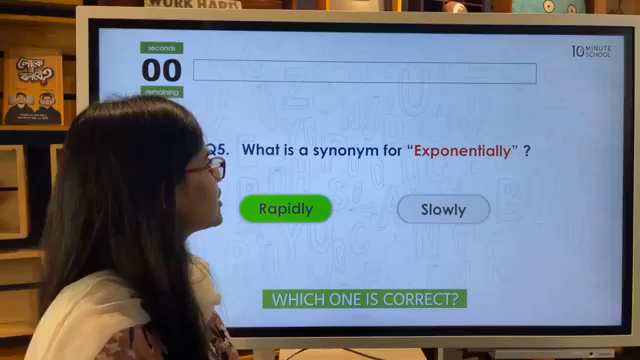 WORK HARD
seconds
00
remaining
10 MINUTE
SCHOOL
লোকে
কি
বলবে?
Q5. What is a synonym for “Exponentially” ?
Rapidly
Slowly
WHICH ONE IS CORRECT?